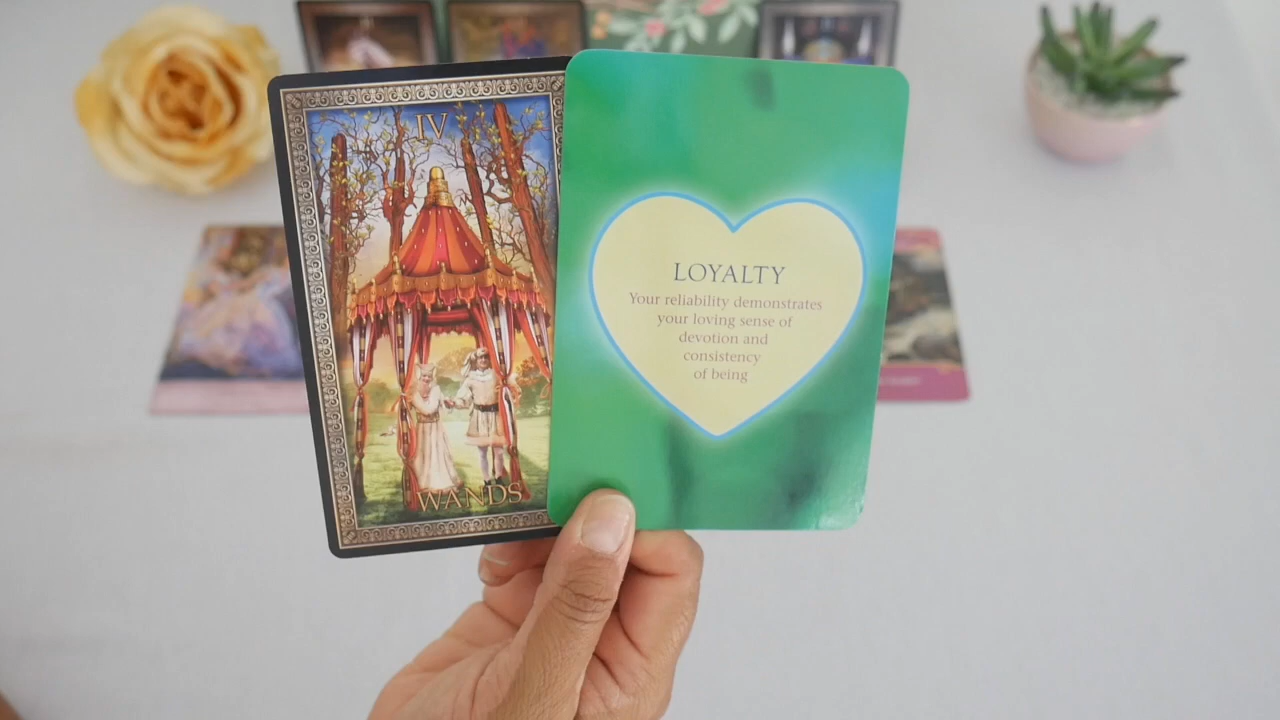 IV
WANDS
LOYALTY
Your reliability demonstrates
your loving sense of
devotion and
consistency
of being